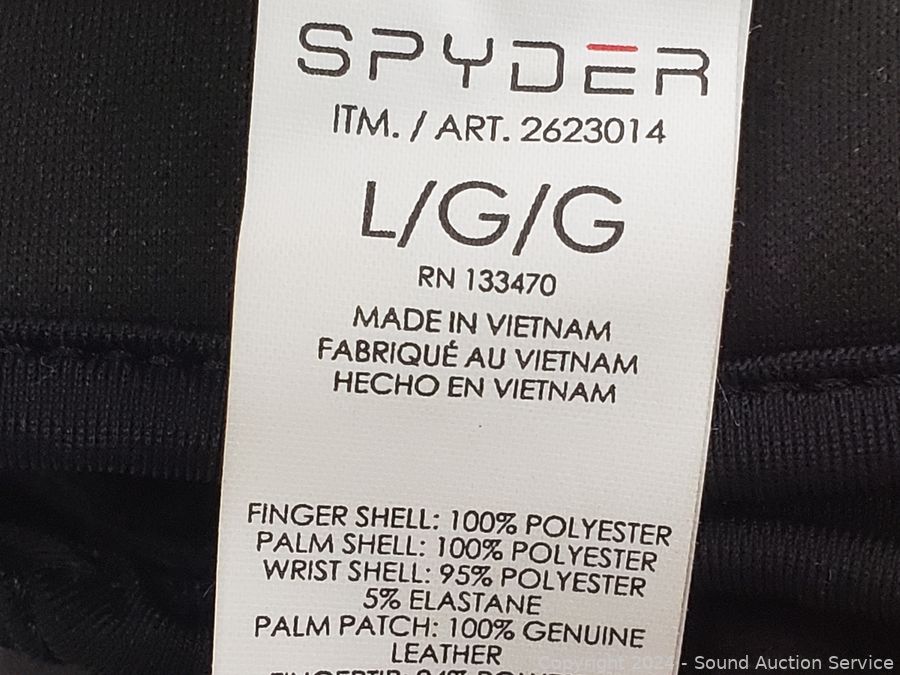 SPYDER
ITM. / ART. 2623014
L/G/G
RN 133470
MADE IN VIETNAM
FABRIQUÉ AU VIETNAM
HECHO EN VIETNAM
FINGER SHELL: 100% POLYESTER
PALM SHELL: 100% POLYESTER
WRIST SHELL: 95% POLYESTER
5% ELASTANE
PALM PATCH: 100% GENUINE
LEATHER
Copyright 2024 - Sound Auction Service